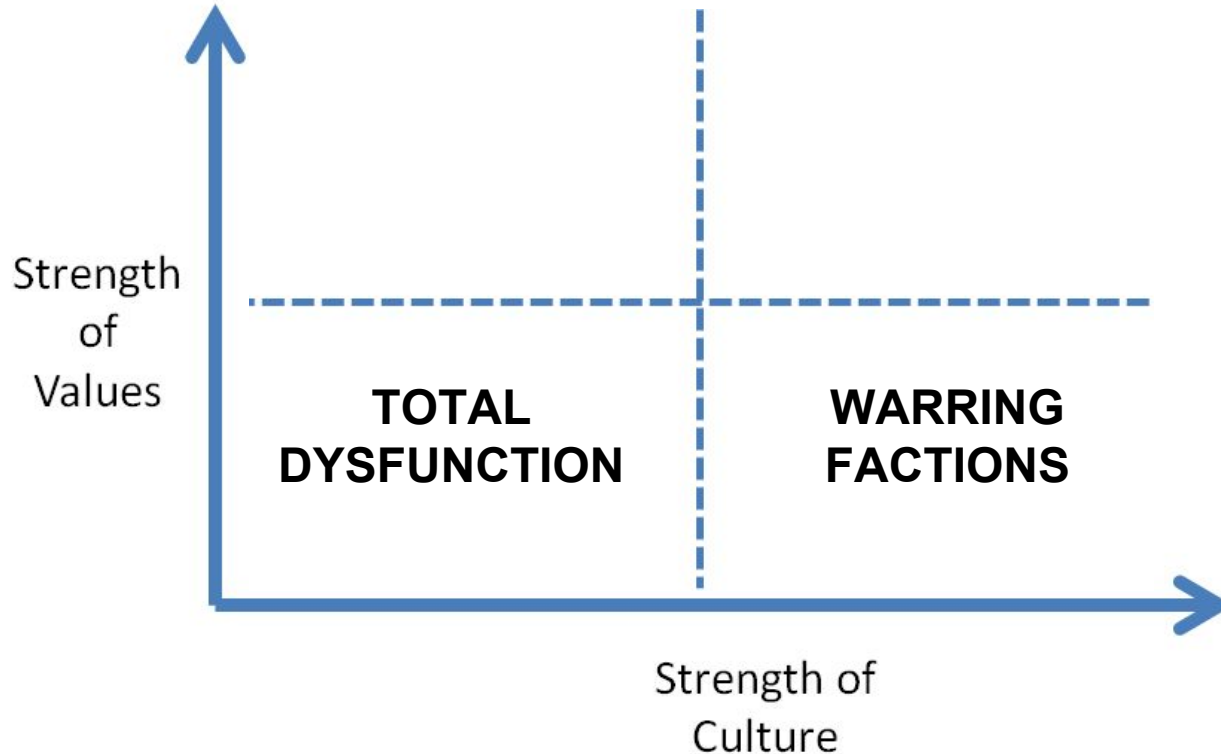 Strength
of
Values
TOTAL
DYSFUNCTION
WARRING
FACTIONS
Strength of
Culture